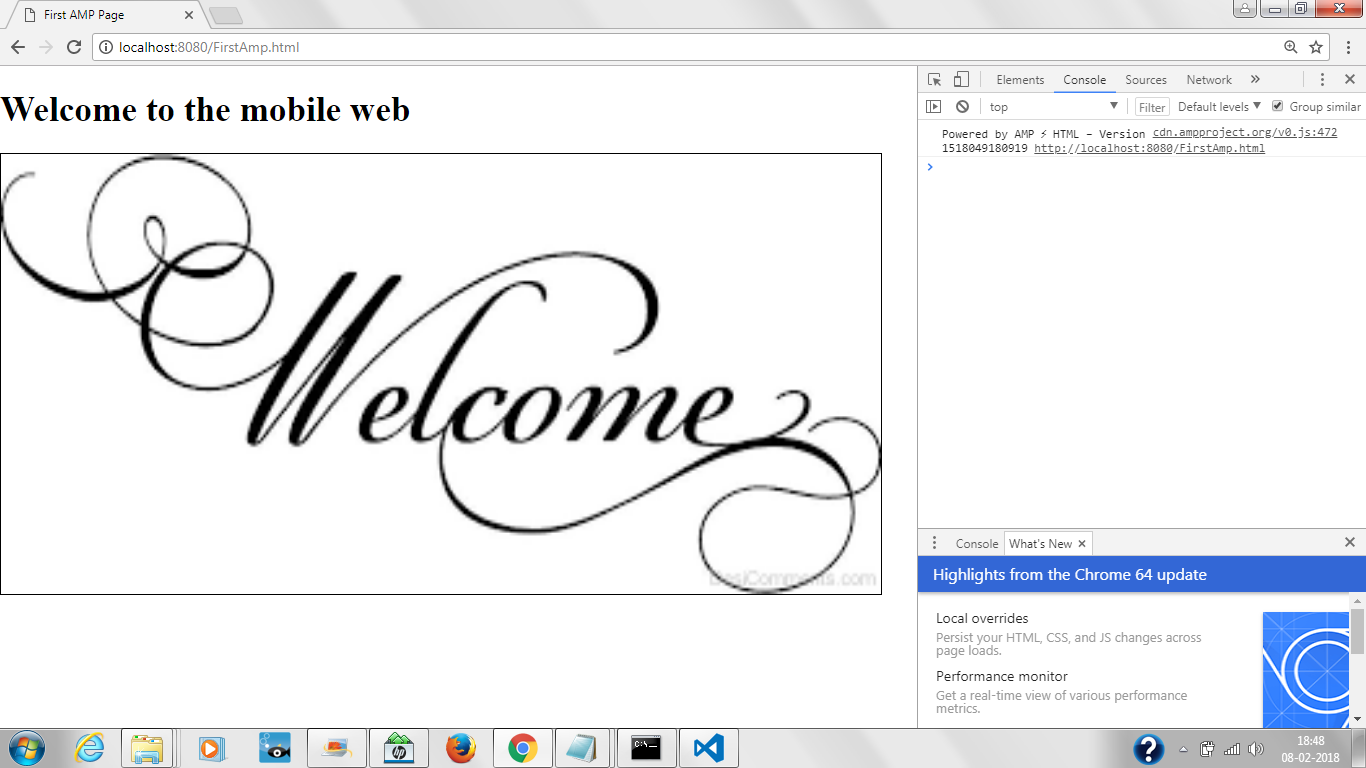 First AMP Page
localhost:8080/FirstAmp.html
Welcome to the mobile web
Welcome
DesiComments.com
Elements Console Sources Network »
top Filter Default levels Group similar
Powered by AMP ⚡ HTML – Version cdn.ampproject.org/v0.js:472
1518049180919 http://localhost:8080/FirstAmp.html
Console What's New
Highlights from the Chrome 64 update
Local overrides
Persist your HTML, CSS, and JS changes across
page loads.
Performance monitor
Get a real-time view of various performance
metrics.
hp
C:\_
?
18:48
08-02-2018